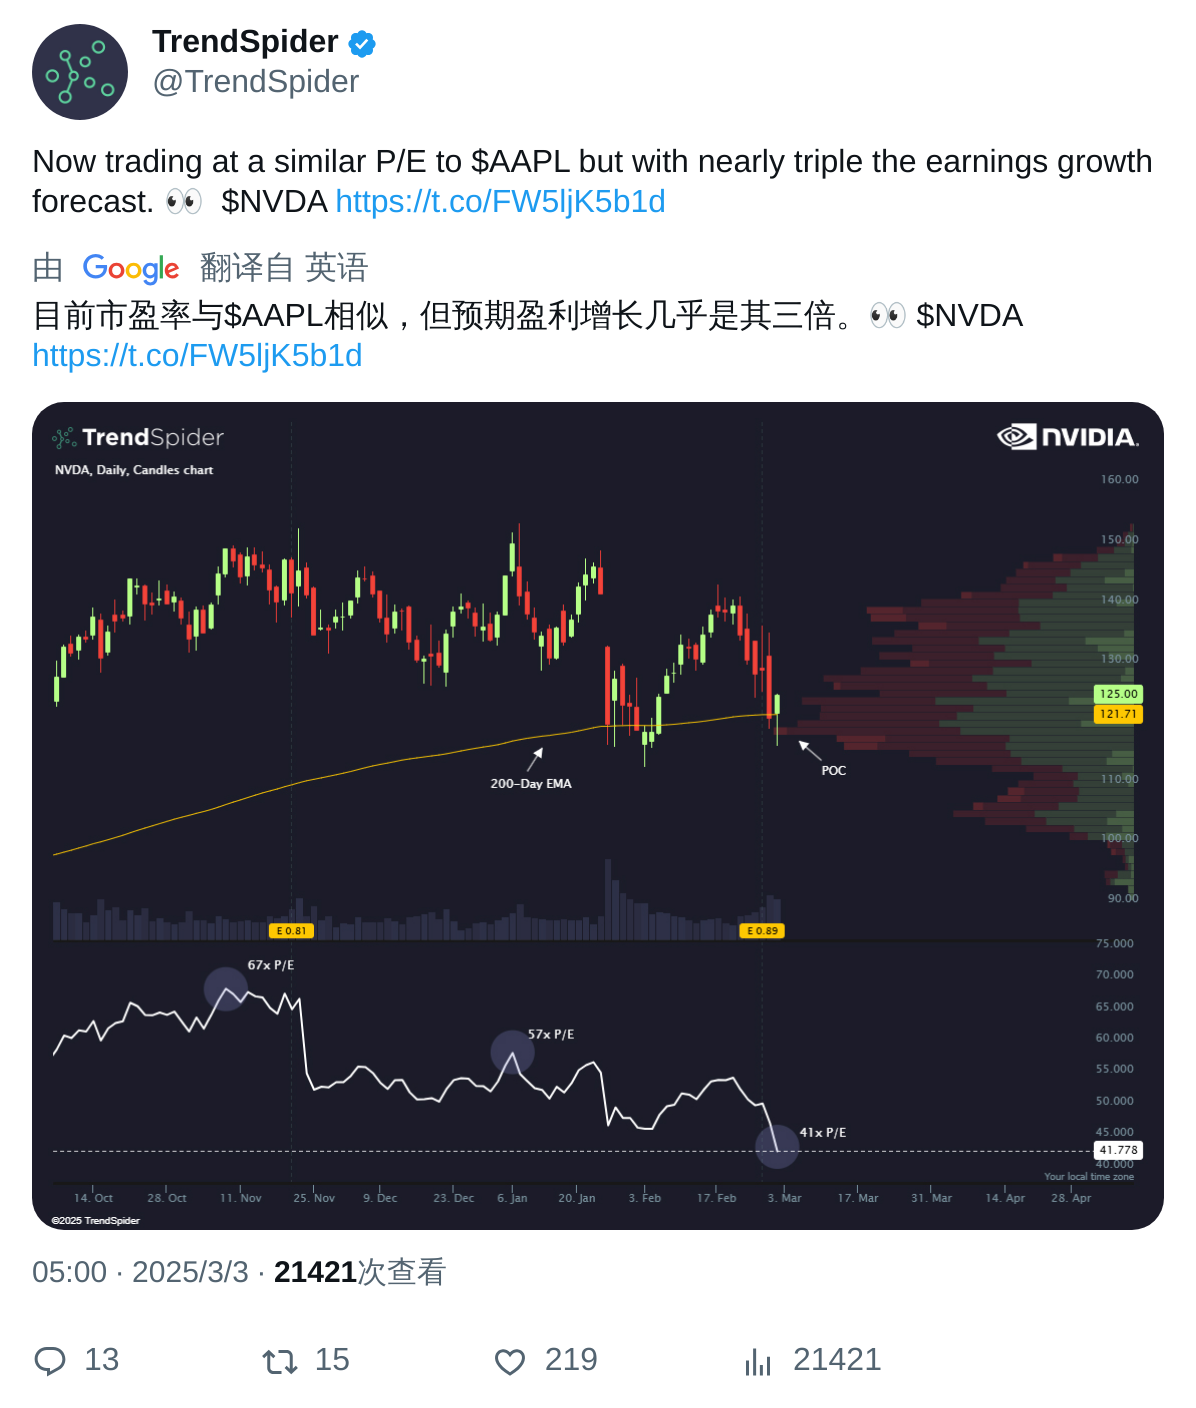 TrendSpider
@TrendSpider
Now trading at a similar P/E to $AAPL but with nearly triple the earnings growth
forecast. 👀 $NVDA https://t.co/FW5ljK5b1d
由 Google 翻译自 英语
目前市盈率与$AAPL相似，但预期盈利增长几乎是其三倍。👀 $NVDA
https://t.co/FW5ljK5b1d
TrendSpider
NVIDIA.
NVDA, Daily, Candles chart
160.00
150.00
140.00
130.00
125.00
121.71
110.00
100.00
90.00
200-Day EMA
POC
E 0.81
E 0.89
75.000
70.000
65.000
60.000
55.000
50.000
45.000
41.778
40.000
67x P/E
57x P/E
41x P/E
Your local time zone
14. Oct
28. Oct
11. Nov
25. Nov
9. Dec
23. Dec
6. Jan
20. Jan
3. Feb
17. Feb
3. Mar
17. Mar
31. Mar
14. Apr
28. Apr
©2025 TrendSpider
05:00 · 2025/3/3 · 21421次查看
13
15
219
21421